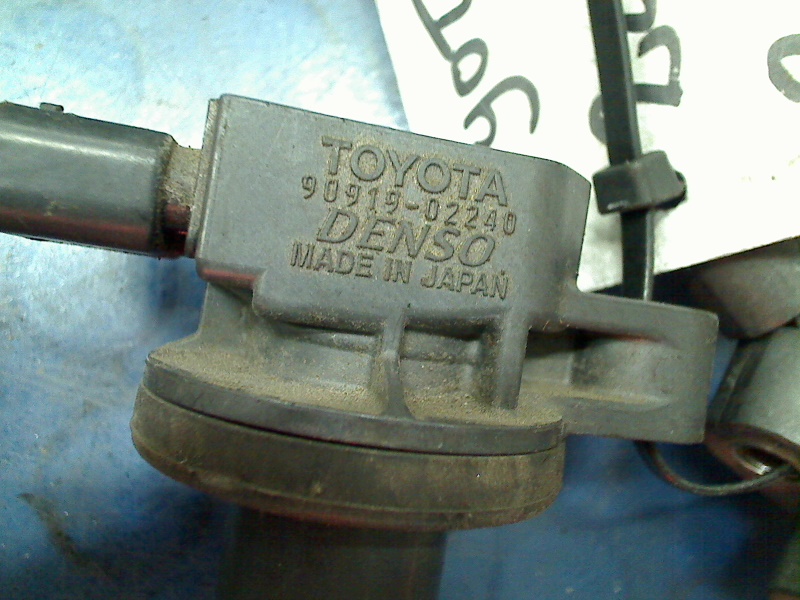 TOYOTA
90919-02240
DENSO
MADE IN JAPAN